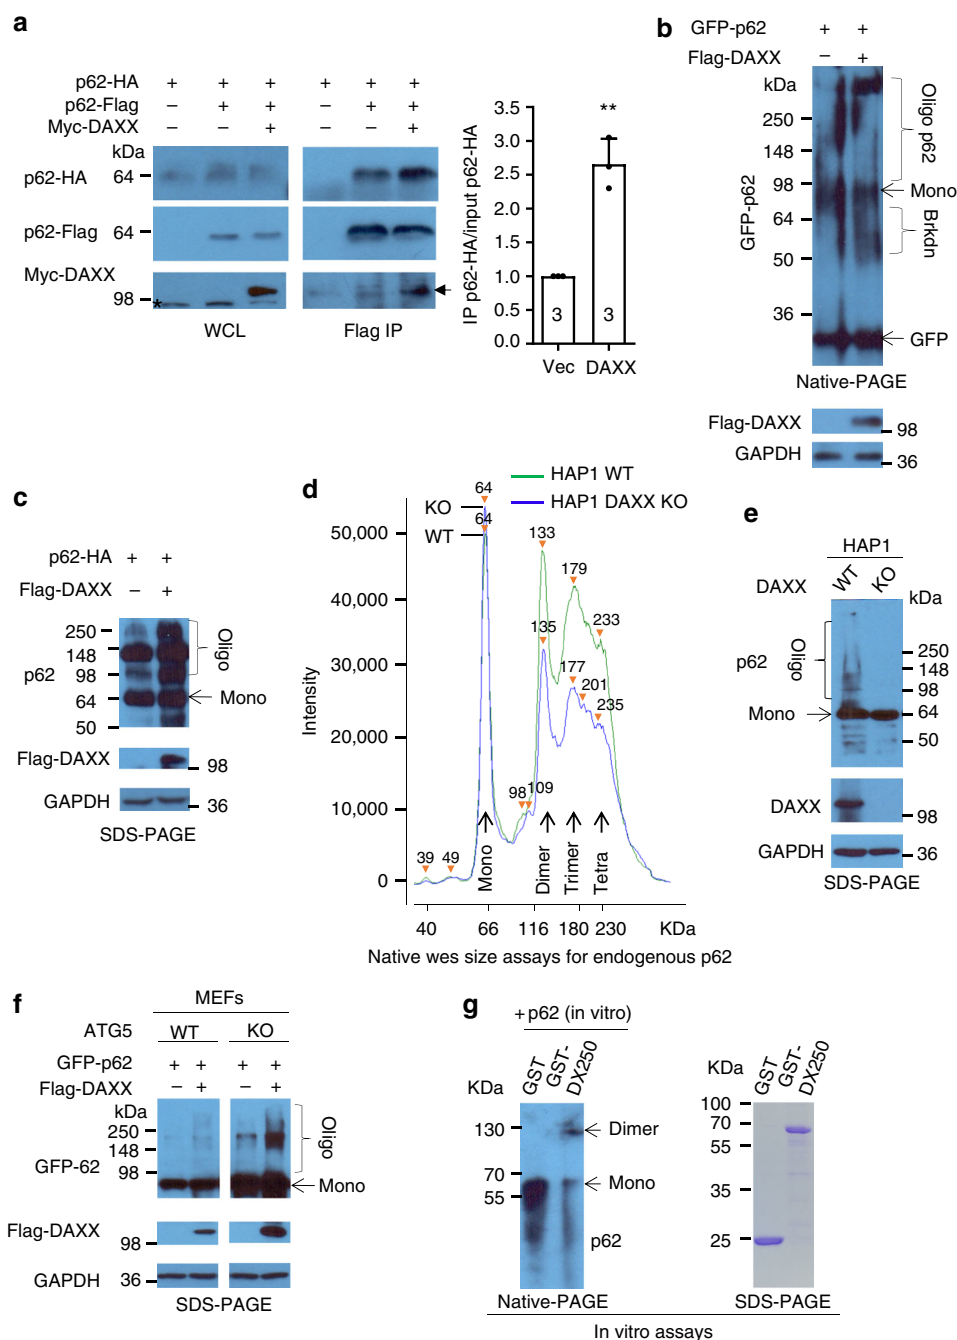 a
p62-HA + + + + + +
p62-Flag – + + – + +
Myc-DAXX – – + – – +
kDa
p62-HA 64
p62-Flag 64
Myc-DAXX
98
*
WCL
Flag IP
IP p62-HA/input p62-HA
3.5
3.0
2.5
2.0
1.5
1.0
0.5
0.0
**
3
3
Vec
DAXX
b
GFP-p62 + +
Flag-DAXX – +
kDa
250
148
98
64
50
36
GFP-p62
Oligo p62
Mono
Brkdn
GFP
Native-PAGE
Flag-DAXX
98
GAPDH
36
c
p62-HA + +
Flag-DAXX – +
250
148
p62 98
64
50
Oligo
Mono
Flag-DAXX
98
GAPDH
36
SDS-PAGE
d
HAP1 WT
HAP1 DAXX KO
KO
WT
64
64
133
179
233
135
177
201
235
98
109
39
49
Intensity
50,000
40,000
30,000
20,000
10,000
0
Mono
Dimer
Trimer
Tetra
40 66 116 180 230 KDa
Native wes size assays for endogenous p62
e
HAP1
DAXX WT KO
kDa
p62
Oligo
250
148
98
Mono
64
50
DAXX
98
GAPDH
36
SDS-PAGE
f
MEFs
ATG5 WT KO
GFP-p62 + + + +
Flag-DAXX – + – +
kDa
250
148
GFP-62
98
Oligo
Mono
Flag-DAXX
98
GAPDH
36
SDS-PAGE
g
+p62 (in vitro)
KDa
GST
GST-
DX250
130
70
55
Dimer
Mono
p62
Native-PAGE
KDa
GST
GST-
DX250
100
70
55
35
25
SDS-PAGE
In vitro assays